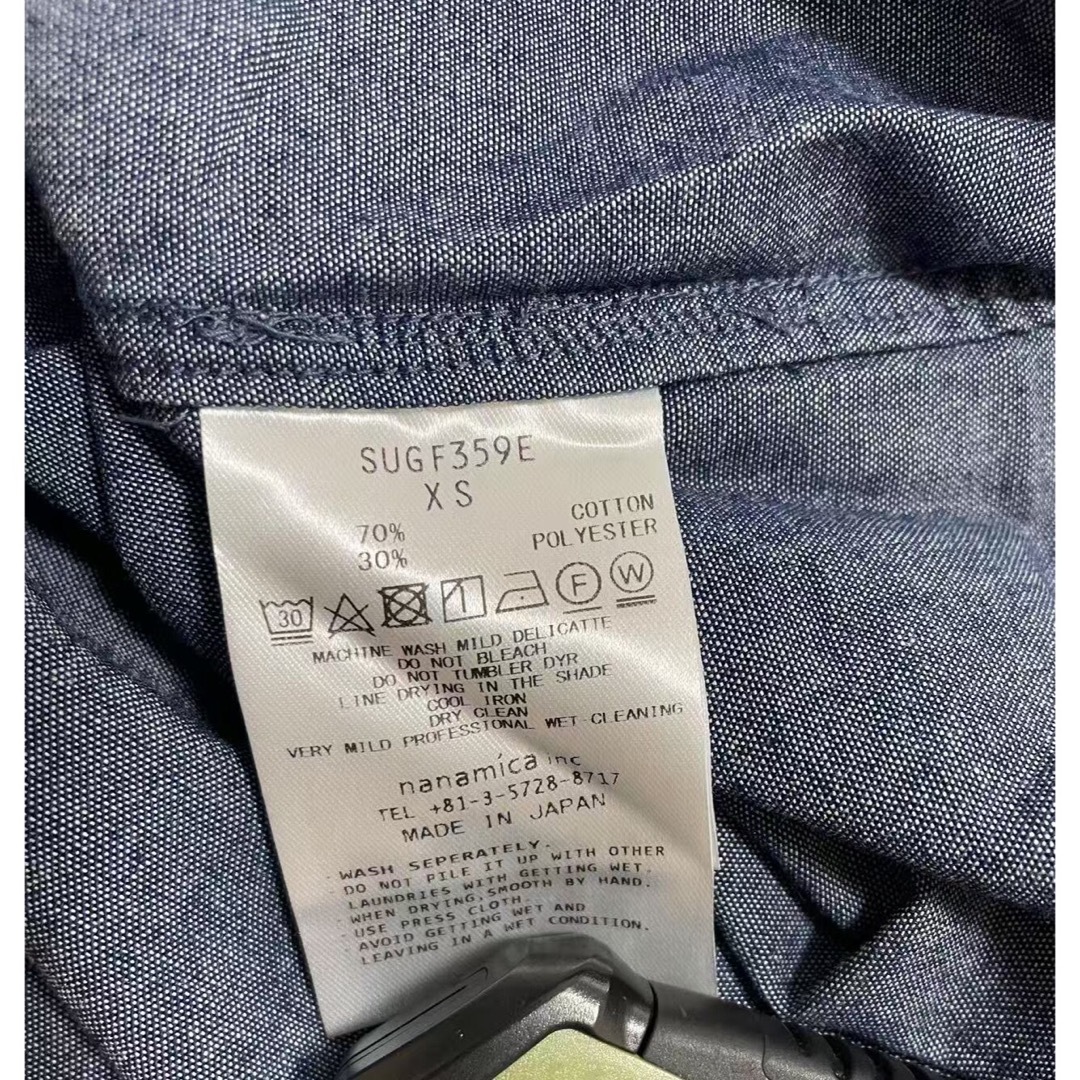 SUGF359E
XS
70% COTTON
30% POLYESTER
30 1 F W
MACHINE WASH MILD DELICATTE
DO NOT BLEACH
DO NOT TUMBLER DYR
LINE DRYING IN THE SHADE
COOL IRON
DRY CLEAN
VERY MILD PROFESSIONAL WET-CLEANING
nanamica inc
TEL +81-3-5728-8717
MADE IN JAPAN
·WASH SEPERATELY.
·DO NOT PILE IT UP WITH OTHER
LAUNDRIES WITH GETTING WET.
·WHEN DRYING,SMOOTH BY HAND.
·USE PRESS CLOTH.
·AVOID GETTING WET AND
LEAVING IN A WET CONDITION.